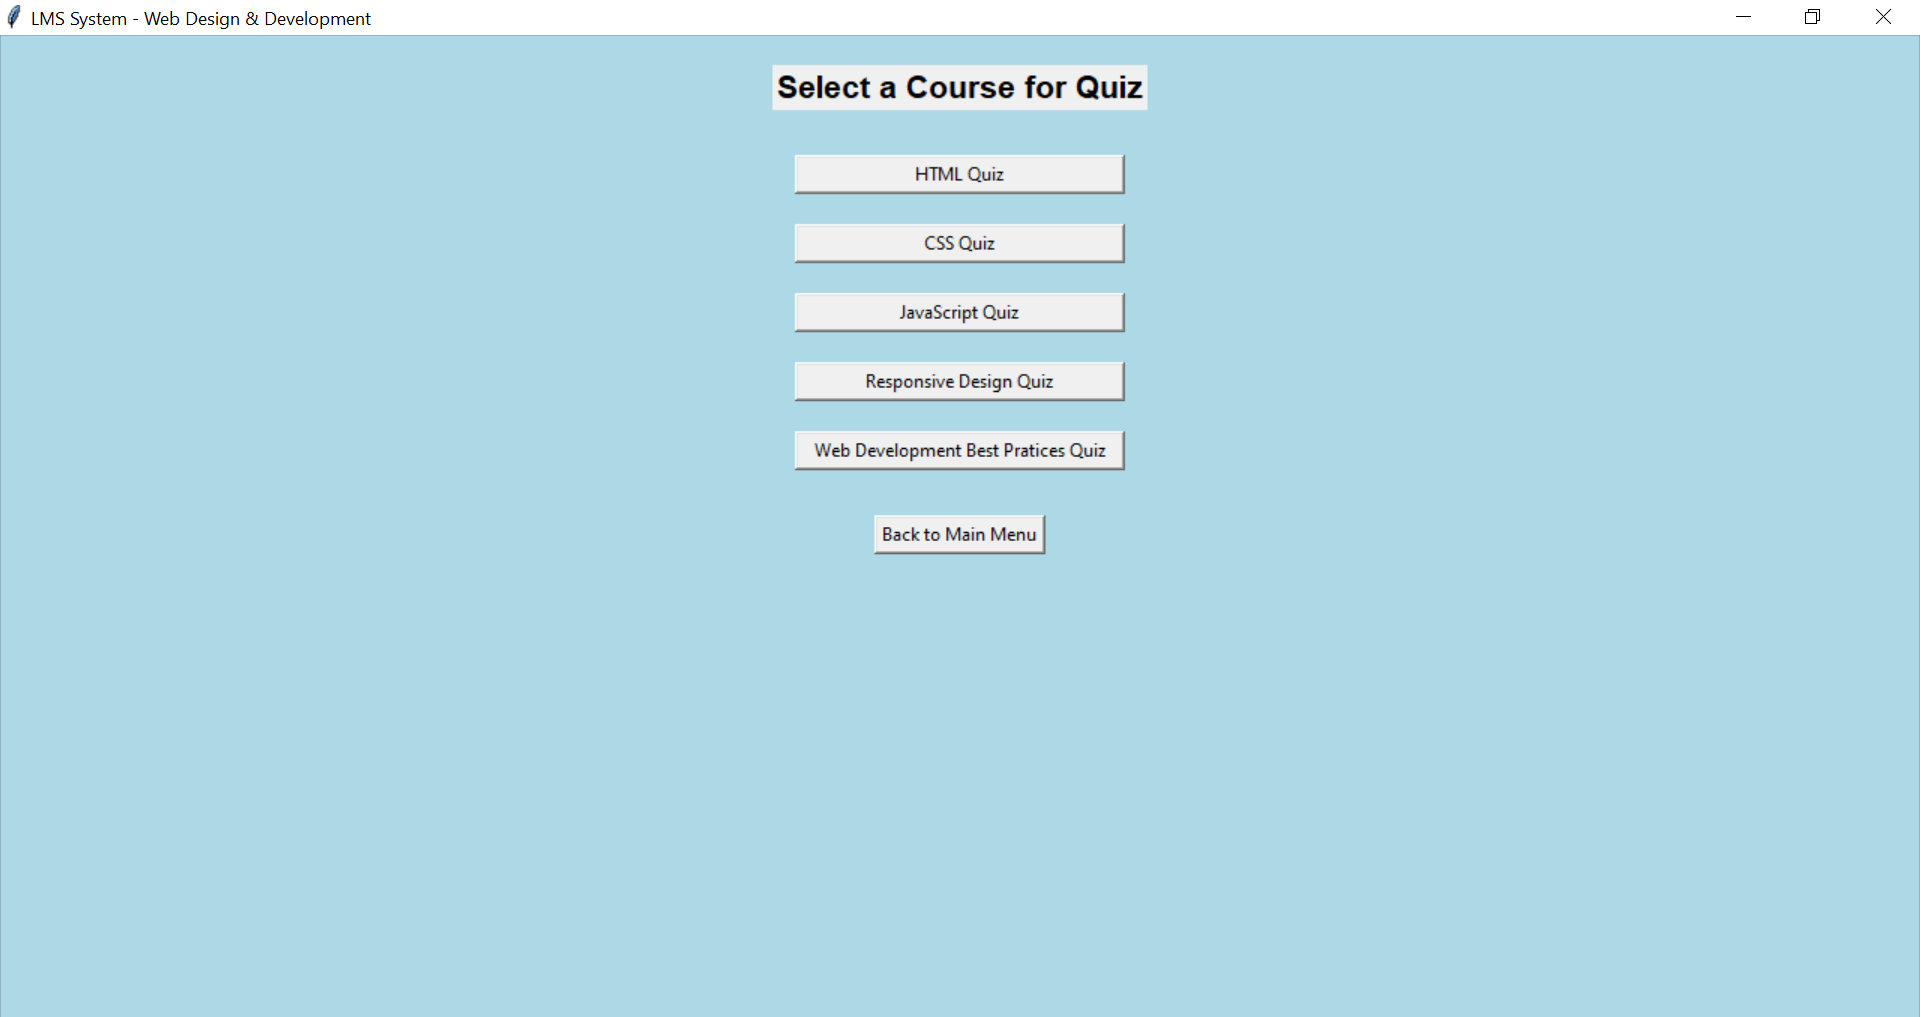 LMS System - Web Design & Development
Select a Course for Quiz
HTML Quiz
CSS Quiz
JavaScript Quiz
Responsive Design Quiz
Web Development Best Pratices Quiz
Back to Main Menu